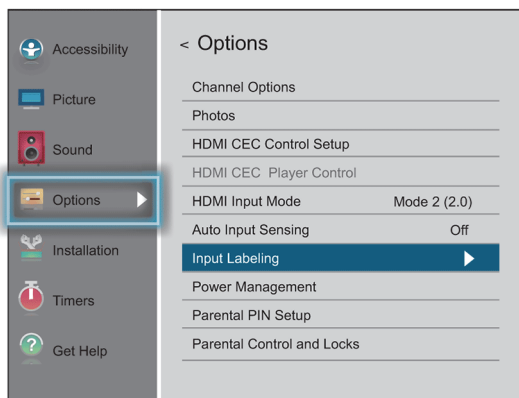 Accessibility
Picture
Sound
Options
Installation
Timers
Get Help
< Options
Channel Options
Photos
HDMI CEC Control Setup
HDMI CEC Player Control
HDMI Input Mode Mode 2 (2.0)
Auto Input Sensing Off
Input Labeling
Power Management
Parental PIN Setup
Parental Control and Locks